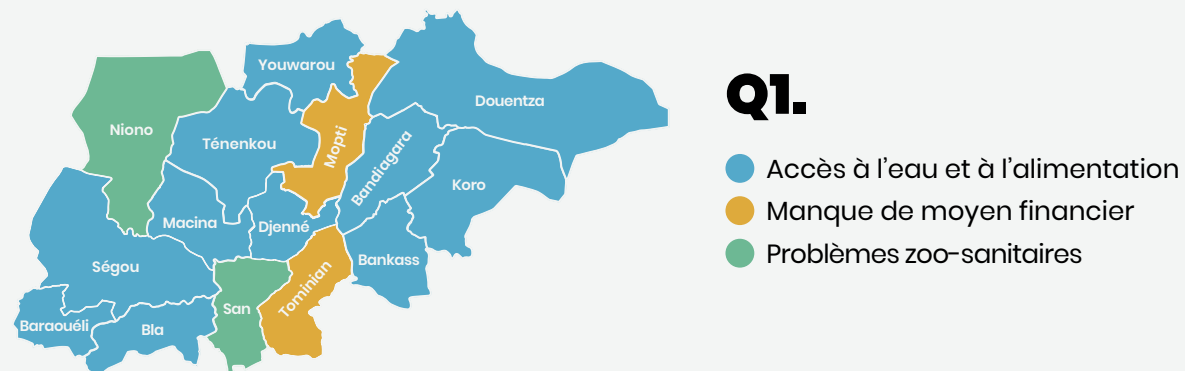 Youwarou
Douentza
Niono
Mopti
Ténenkou
Bandiagara
Koro
Macina
Djenné
Ségou
Bankass
Tominian
San
Baraouéli
Bla
Q1.
Accès à l'eau et à l'alimentation
Manque de moyen financier
Problèmes zoo-sanitaires